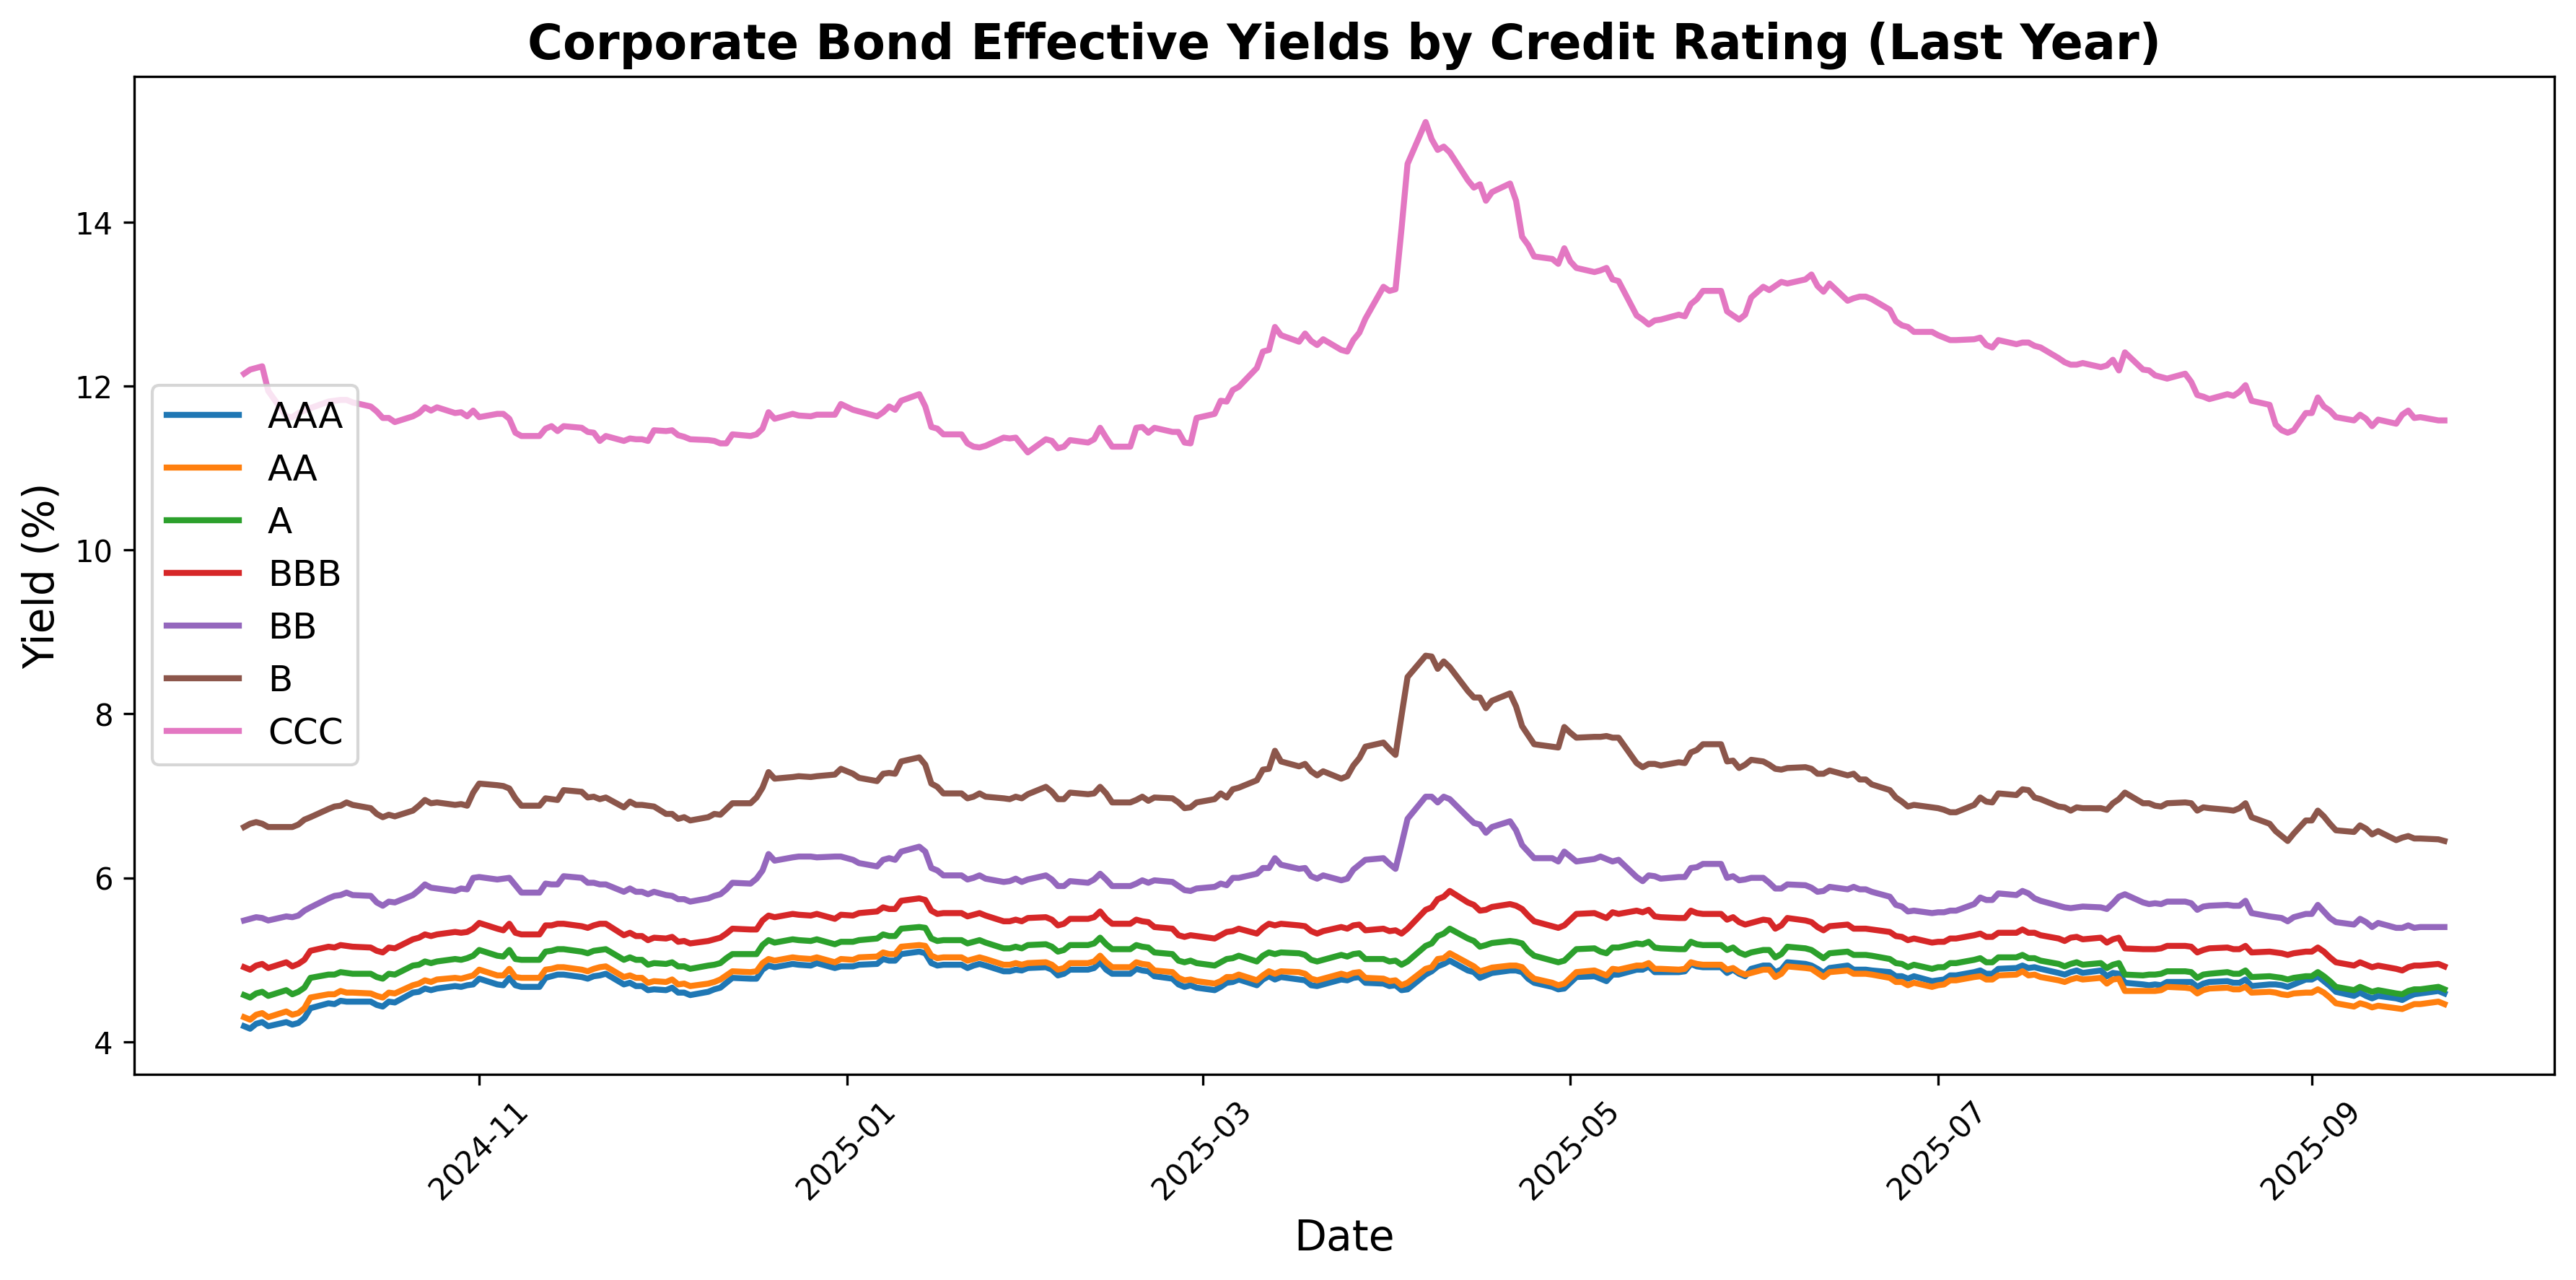 Corporate Bond Effective Yields by Credit Rating (Last Year)
Yield (%)
14
12
10
8
6
4
AAA
AA
A
BBB
BB
B
CCC
2024-11
2025-01
2025-03
2025-05
2025-07
2025-09
Date